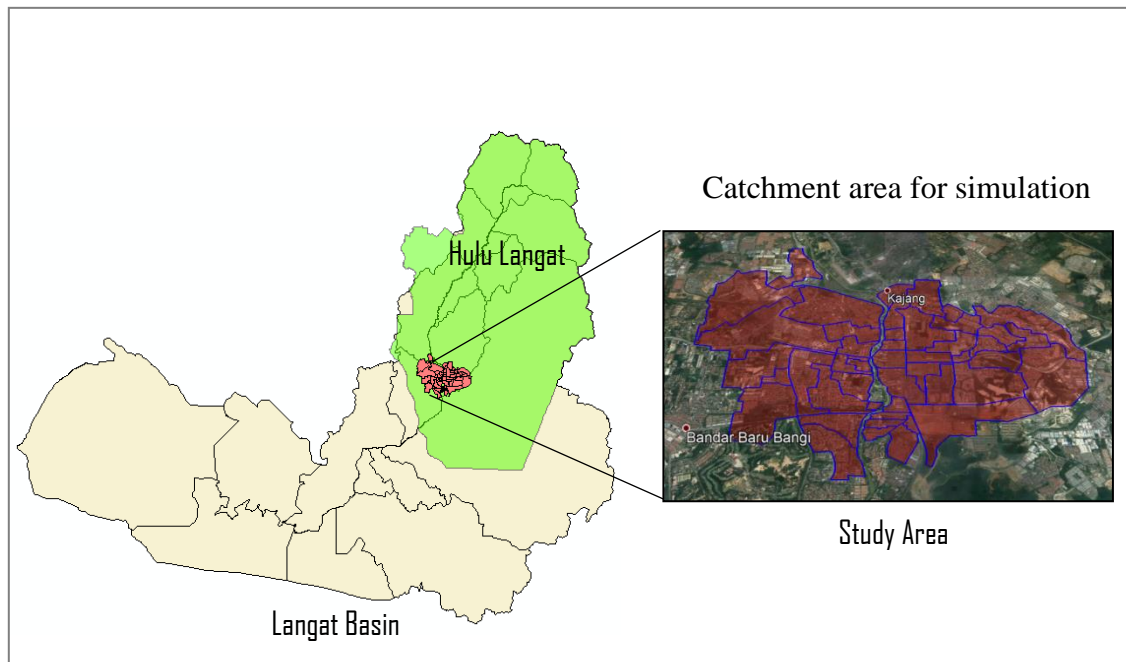 Catchment area for simulation
Hulu Langat
Kajang
Bandar Baru Bangi
Study Area
Langat Basin